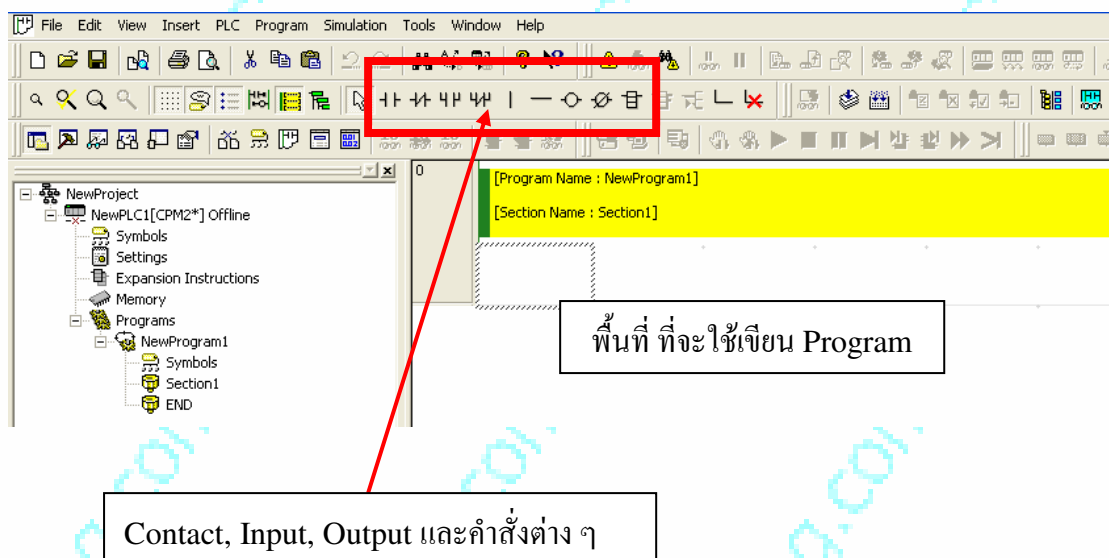 File Edit View Insert PLC Program Simulation Tools Window Help
0
[Program Name : NewProgram1]
[Section Name : Section1]
NewProject
NewPLC1[CPM2*] Offline
Symbols
Settings
Expansion Instructions
Memory
Programs
NewProgram1
Symbols
Section1
END
พื้นที่ ที่จะใช้เขียน Program
Contact, Input, Output และคำสั่งต่าง ๆ